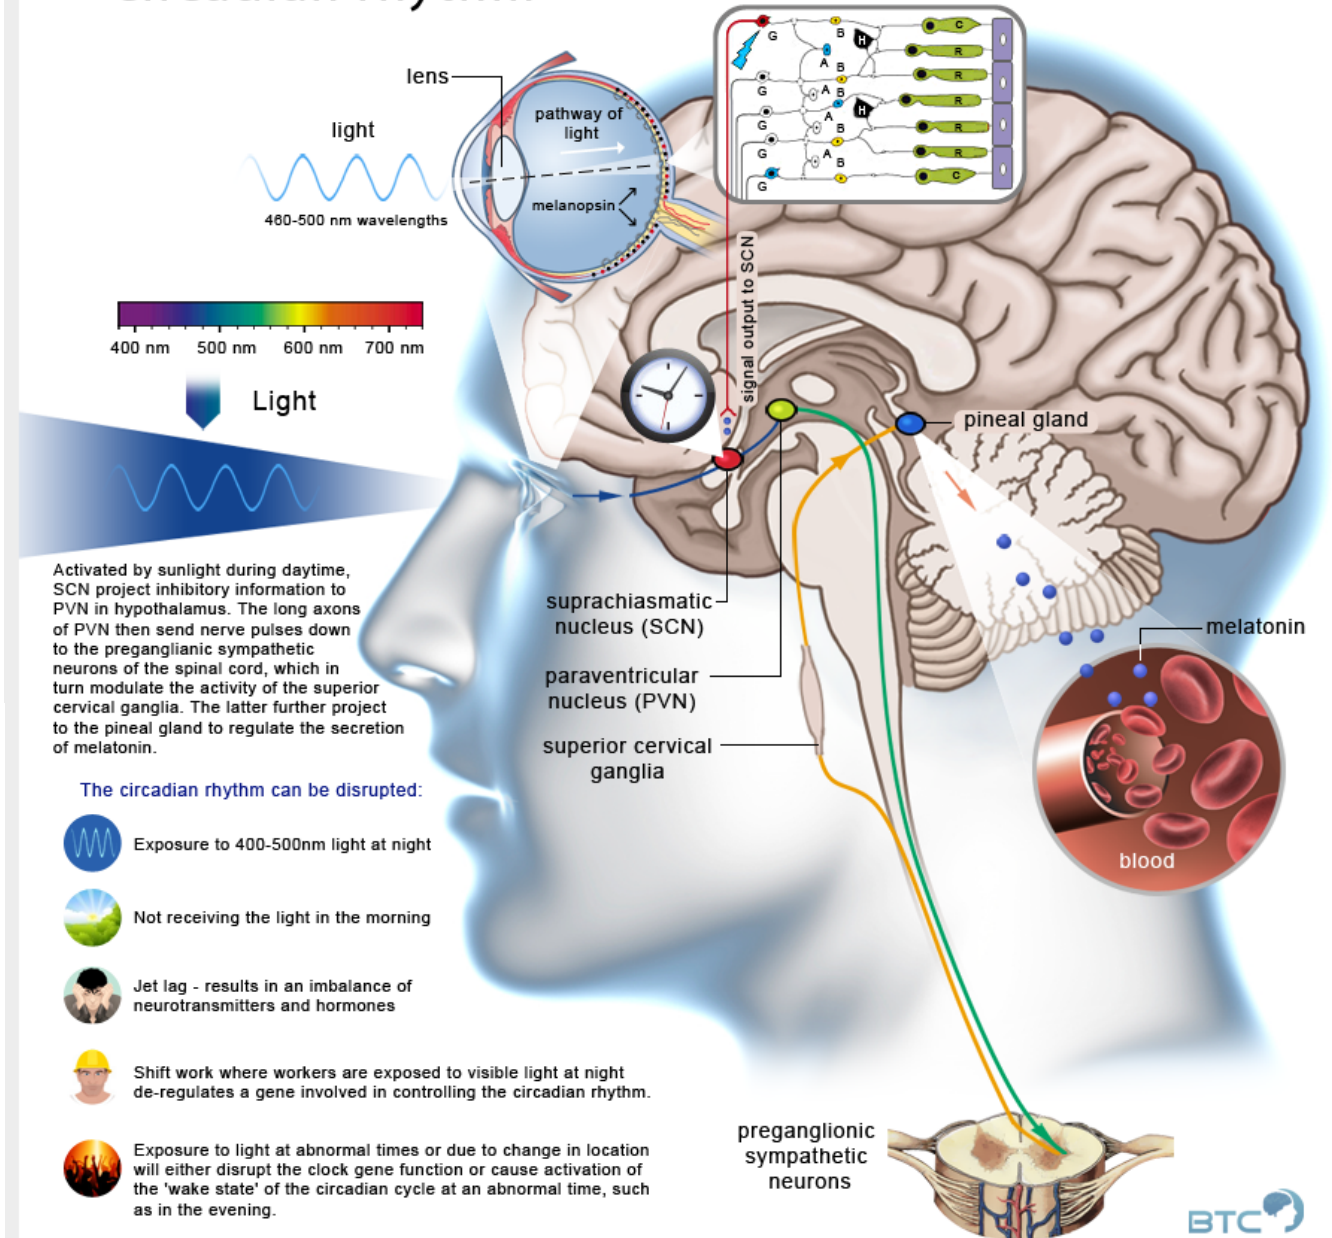 lens
light
pathway of
light
melanopsin
460-500 nm wavelengths
G
B
H
C
A
R
B
R
G
A
B
R
G
A
H
B
R
G
A
B
R
G
B
C
signal output to SCN
400 nm 500 nm 600 nm 700 nm
Light
pineal gland
suprachiasmatic
nucleus (SCN)
paraventricular
nucleus (PVN)
superior cervical
ganglia
melatonin
blood
Activated by sunlight during daytime,
SCN project inhibitory information to
PVN in hypothalamus. The long axons
of PVN then send nerve pulses down
to the preganglianic sympathetic
neurons of the spinal cord, which in
turn modulate the activity of the superior
cervical ganglia. The latter further project
to the pineal gland to regulate the secretion
of melatonin.
The circadian rhythm can be disrupted:
Exposure to 400-500nm light at night
Not receiving the light in the morning
Jet lag - results in an imbalance of
neurotransmitters and hormones
Shift work where workers are exposed to visible light at night
de-regulates a gene involved in controlling the circadian rhythm.
Exposure to light at abnormal times or due to change in location
will either disrupt the clock gene function or cause activation of
the 'wake state' of the circadian cycle at an abnormal time, such
as in the evening.
preganglionic
sympathetic
neurons
BTC